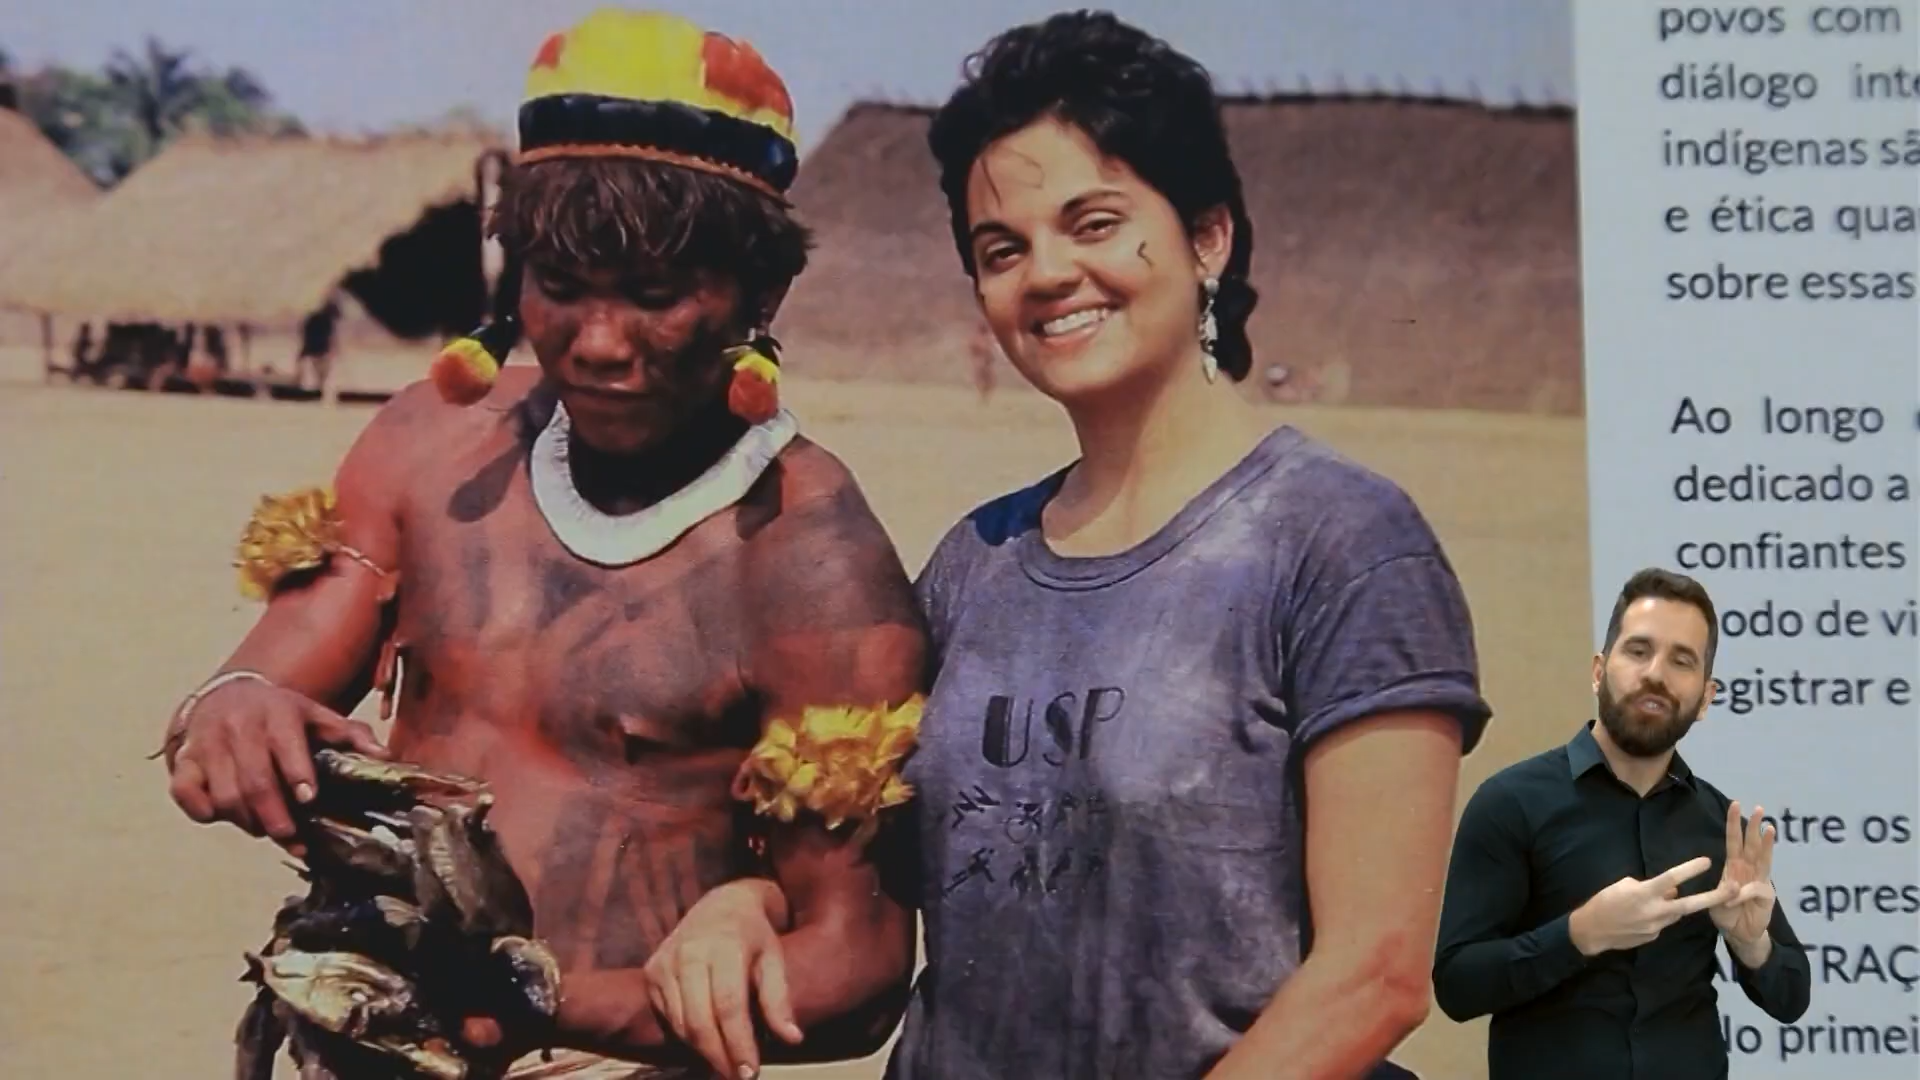 USP
povos com
diálogo inte
indígenas sã
e ética qua
sobre essas
Ao longo
dedicado a
confiantes
odo de vi
egistrar e
ntre os
apres
TRAÇ
lo primei